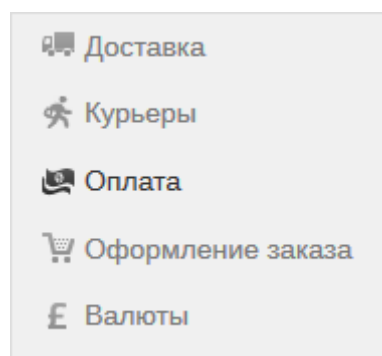 Доставка
Курьеры
Оплата
Оформление заказа
£ Валюты